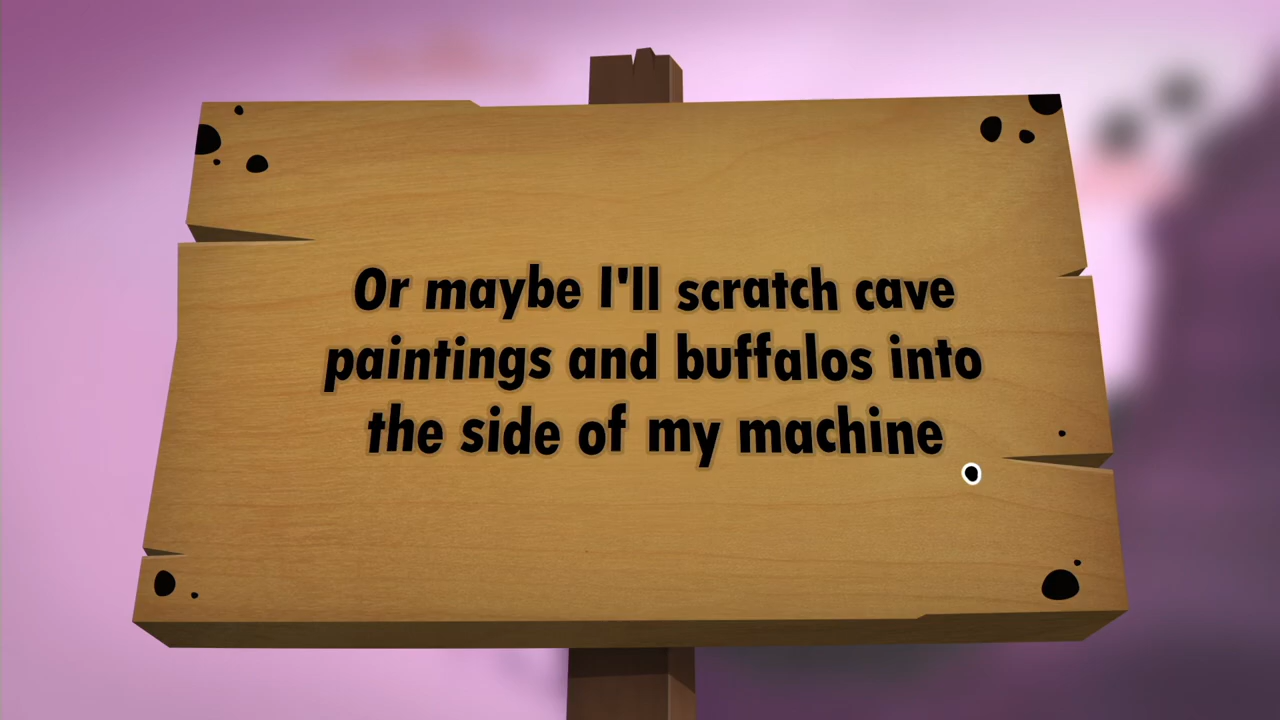 Or maybe I'll scratch cave
paintings and buffalos into
the side of my machine